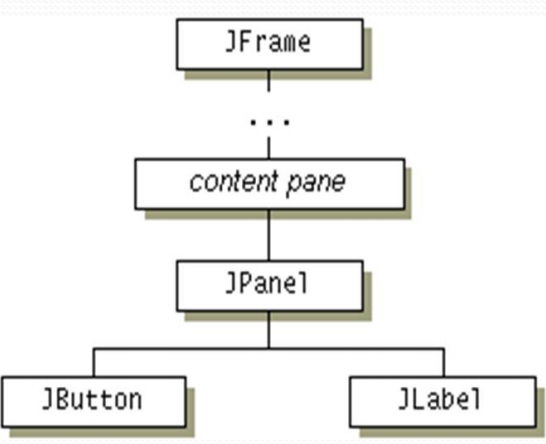 JFrame
...
content pane
JPanel
JButton
JLabel